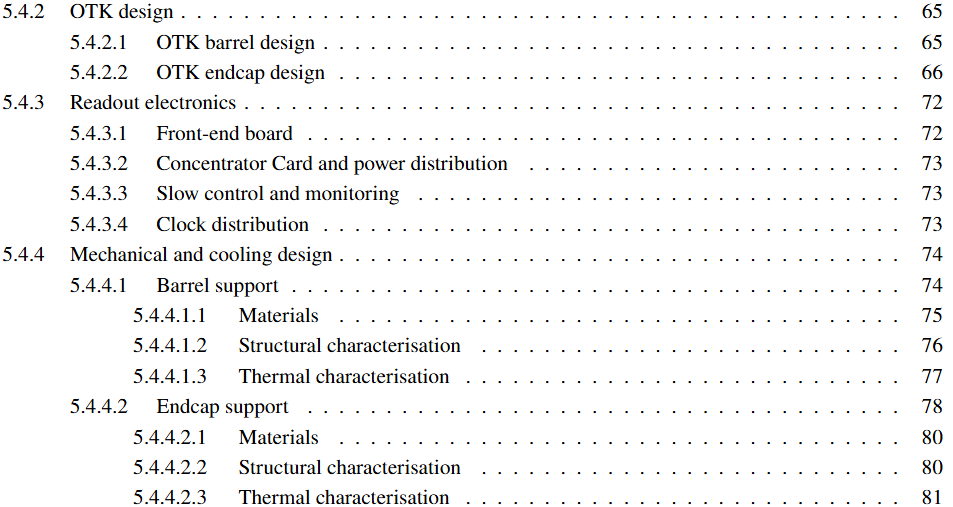 5.4.2 OTK design . . . . . . . . . . . . . . . . . . . . . . . . . . . . . . . . . . . . 65
5.4.2.1 OTK barrel design . . . . . . . . . . . . . . . . . . . . . . . . . . . . . 65
5.4.2.2 OTK endcap design . . . . . . . . . . . . . . . . . . . . . . . . . . . . 66
5.4.3 Readout electronics . . . . . . . . . . . . . . . . . . . . . . . . . . . . . . . . 72
5.4.3.1 Front-end board . . . . . . . . . . . . . . . . . . . . . . . . . . . . . . 72
5.4.3.2 Concentrator Card and power distribution . . . . . . . . . . . . . . . . . . 73
5.4.3.3 Slow control and monitoring . . . . . . . . . . . . . . . . . . . . . . . . 73
5.4.3.4 Clock distribution . . . . . . . . . . . . . . . . . . . . . . . . . . . . . 73
5.4.4 Mechanical and cooling design . . . . . . . . . . . . . . . . . . . . . . . . . . . 74
5.4.4.1 Barrel support . . . . . . . . . . . . . . . . . . . . . . . . . . . . . . 74
5.4.4.1.1 Materials . . . . . . . . . . . . . . . . . . . . . . . . . . . . 75
5.4.4.1.2 Structural characterisation . . . . . . . . . . . . . . . . . . . . . 76
5.4.4.1.3 Thermal characterisation . . . . . . . . . . . . . . . . . . . . . . 77
5.4.4.2 Endcap support . . . . . . . . . . . . . . . . . . . . . . . . . . . . . . 78
5.4.4.2.1 Materials . . . . . . . . . . . . . . . . . . . . . . . . . . . . 80
5.4.4.2.2 Structural characterisation . . . . . . . . . . . . . . . . . . . . . 80
5.4.4.2.3 Thermal characterisation . . . . . . . . . . . . . . . . . . . . . . 81